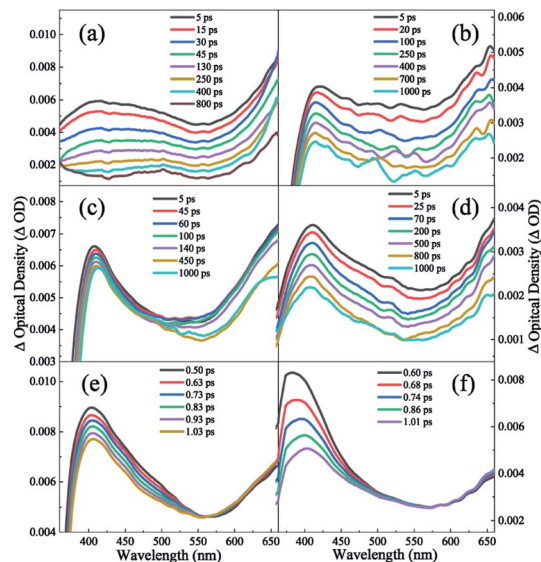 (a)
5 ps
15 ps
30 ps
45 ps
130 ps
250 ps
400 ps
800 ps
0.010
0.008
0.006
0.004
0.002
(b)
5 ps
20 ps
100 ps
250 ps
400 ps
700 ps
1000 ps
0.006
0.005
0.004
0.003
0.002
(c)
5 ps
45 ps
60 ps
100 ps
140 ps
450 ps
1000 ps
0.008
0.007
0.006
0.005
0.004
0.003
(d)
5 ps
25 ps
70 ps
200 ps
500 ps
800 ps
1000 ps
0.004
0.003
0.002
0.001
(e)
0.50 ps
0.63 ps
0.73 ps
0.83 ps
0.93 ps
1.03 ps
0.010
0.008
0.006
0.004
400 450 500 550 600 650
Wavelength (nm)
(f)
0.60 ps
0.68 ps
0.74 ps
0.86 ps
1.01 ps
0.008
0.006
0.004
0.002
400 450 500 550 600 650
Wavelength (nm)
Δ Opitcal Density (Δ OD)
Δ Opitcal Density (Δ OD)